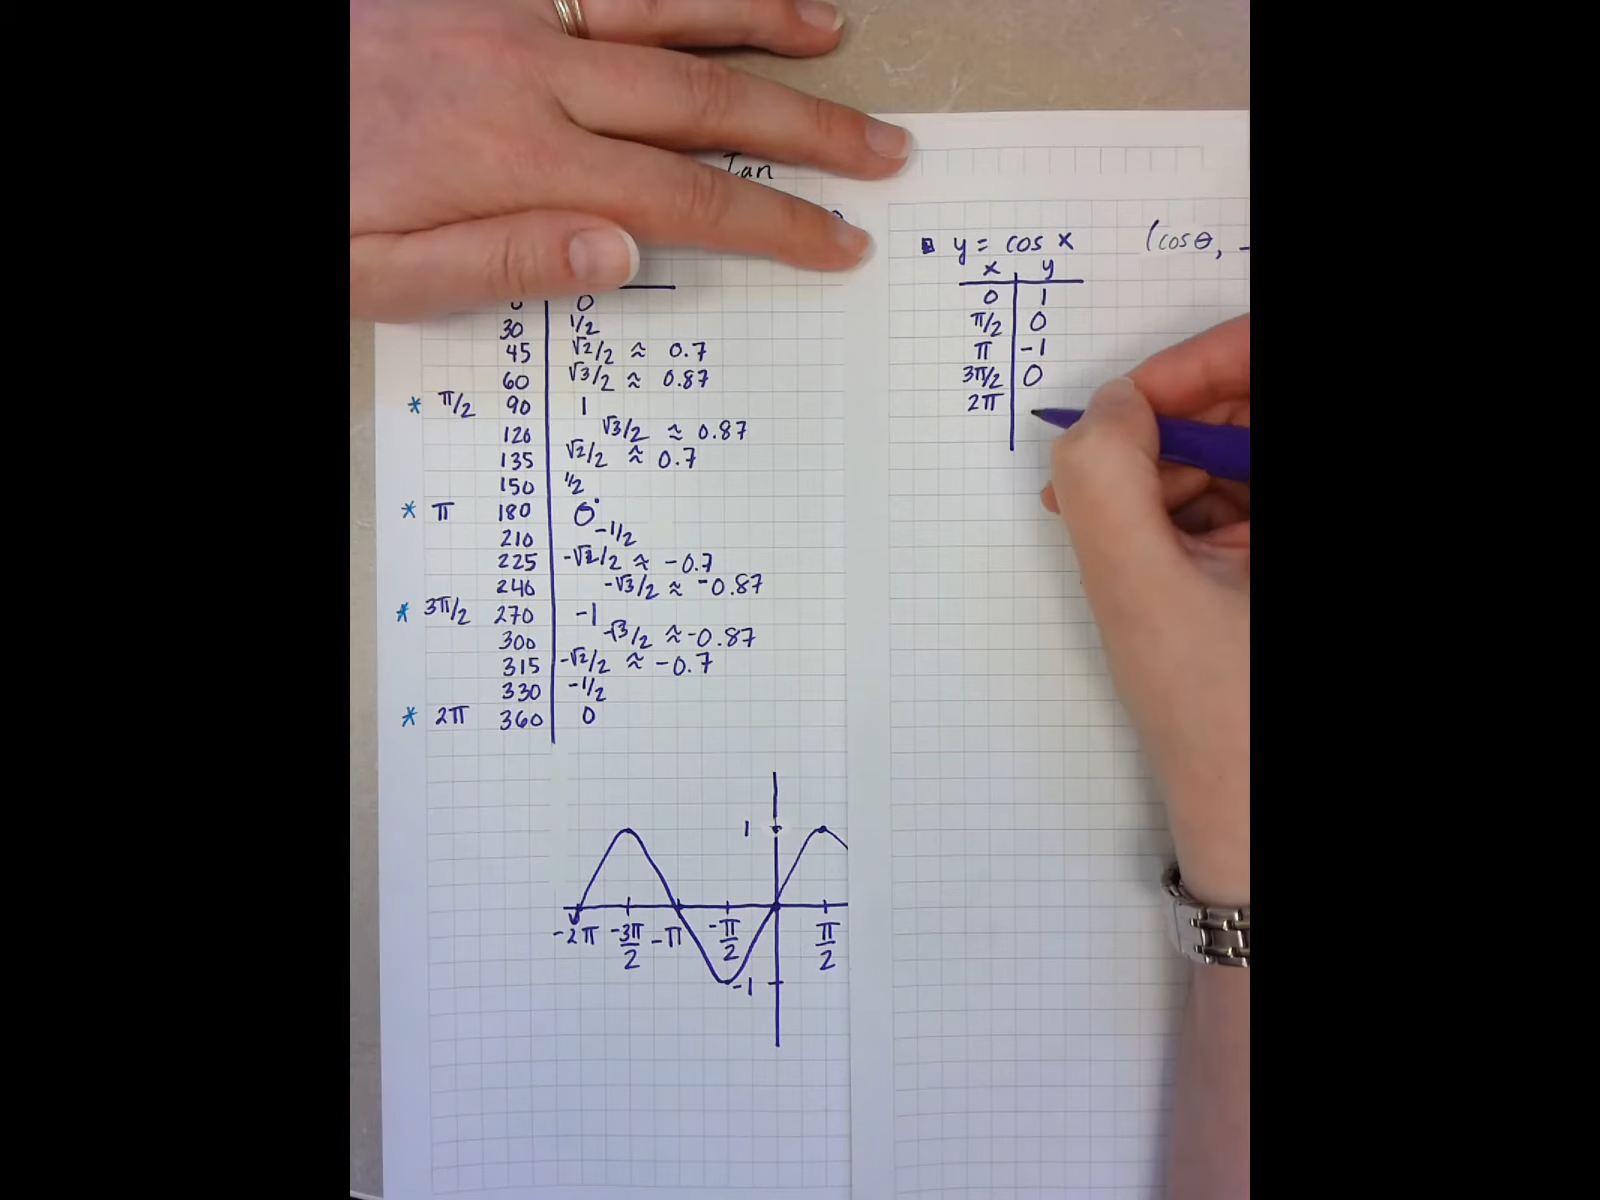 Tan
0
30 1/2
45 √2/2 ≈ 0.7
60 √3/2 ≈ 0.87
* π/2 90 1
120 √3/2 ≈ 0.87
135 √2/2 ≈ 0.7
150 1/2
* π 180 0
210 -1/2
225 -√2/2 ≈ -0.7
240 -√3/2 ≈ -0.87
* 3π/2 270 -1
300 -√3/2 ≈ -0.87
315 -√2/2 ≈ -0.7
330 -1/2
* 2π 360 0
1
-2π -3π/2 -π -π/2 π/2
-1
y = cos x (cosθ,
x y
0 1
π/2 0
π -1
3π/2 0
2π